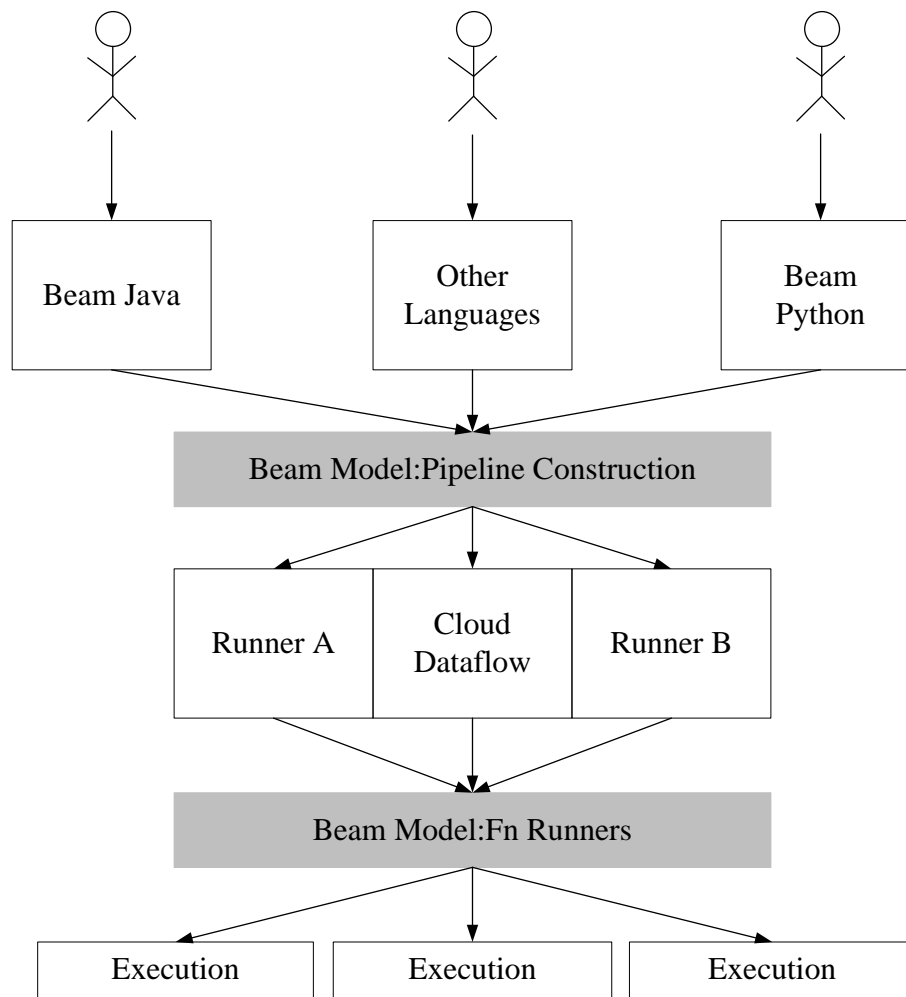 Beam Java
Other
Languages
Beam
Python
Beam Model:Pipeline Construction
Runner A
Cloud
Dataflow
Runner B
Beam Model:Fn Runners
Execution
Execution
Execution